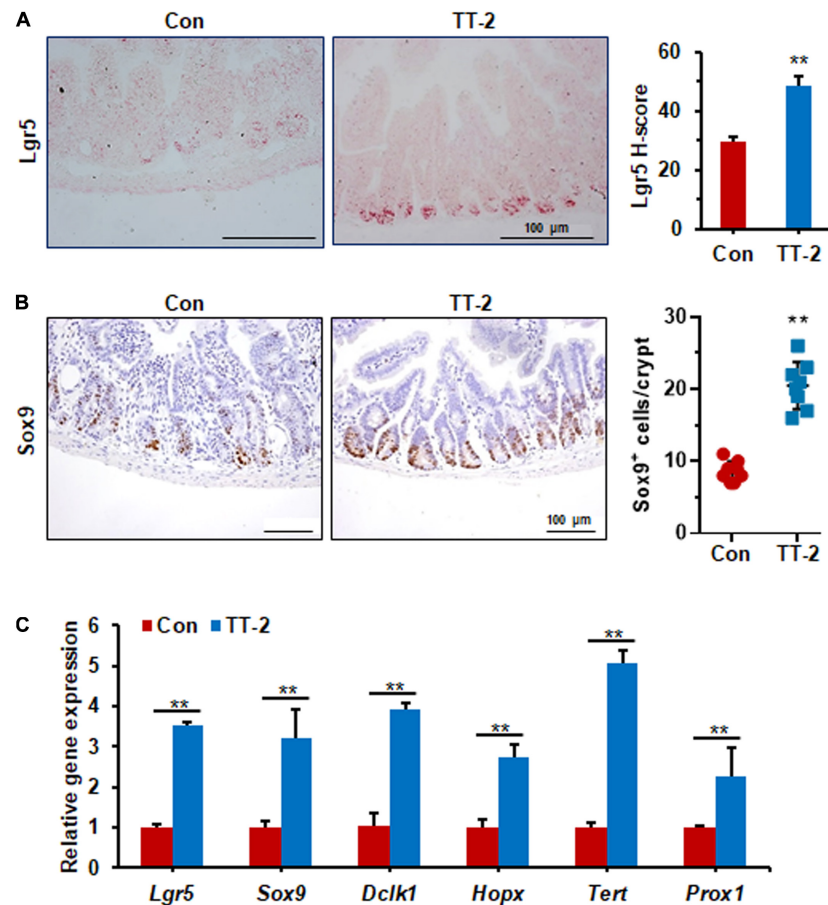 A
Con
TT-2
Lgr5
100 µm
Lgr5 H-score
60
40
20
0
**
Con
TT-2
B
Con
TT-2
Sox9
100 µm
Sox9+ cells/crypt
30
20
10
0
**
Con
TT-2
C
Con
TT-2
Relative gene expression
6
5
4
3
2
1
0
**
**
**
**
**
**
Lgr5
Sox9
Dclk1
Hopx
Tert
Prox1